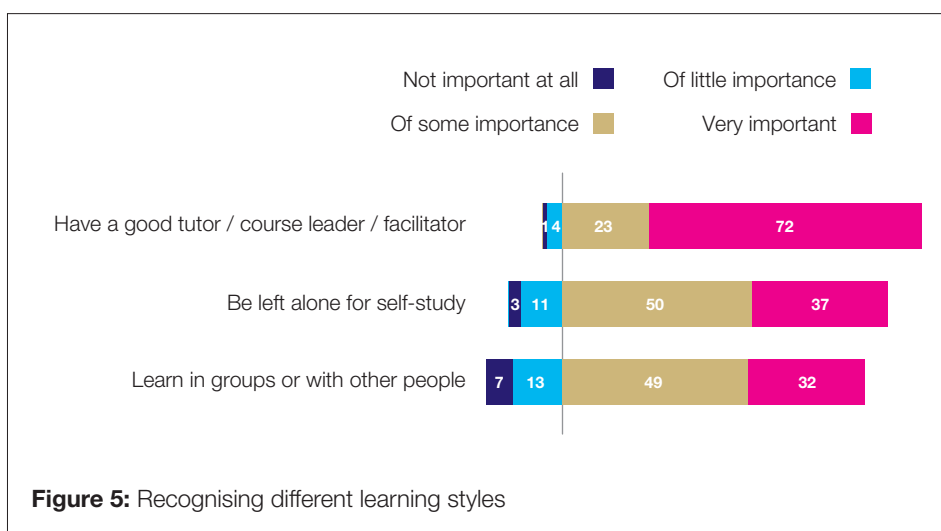 Not important at all Of little importance
Of some importance Very important
Have a good tutor / course leader / facilitator 1 4 23 72
Be left alone for self-study 3 11 50 37
Learn in groups or with other people 7 13 49 32
Figure 5: Recognising different learning styles